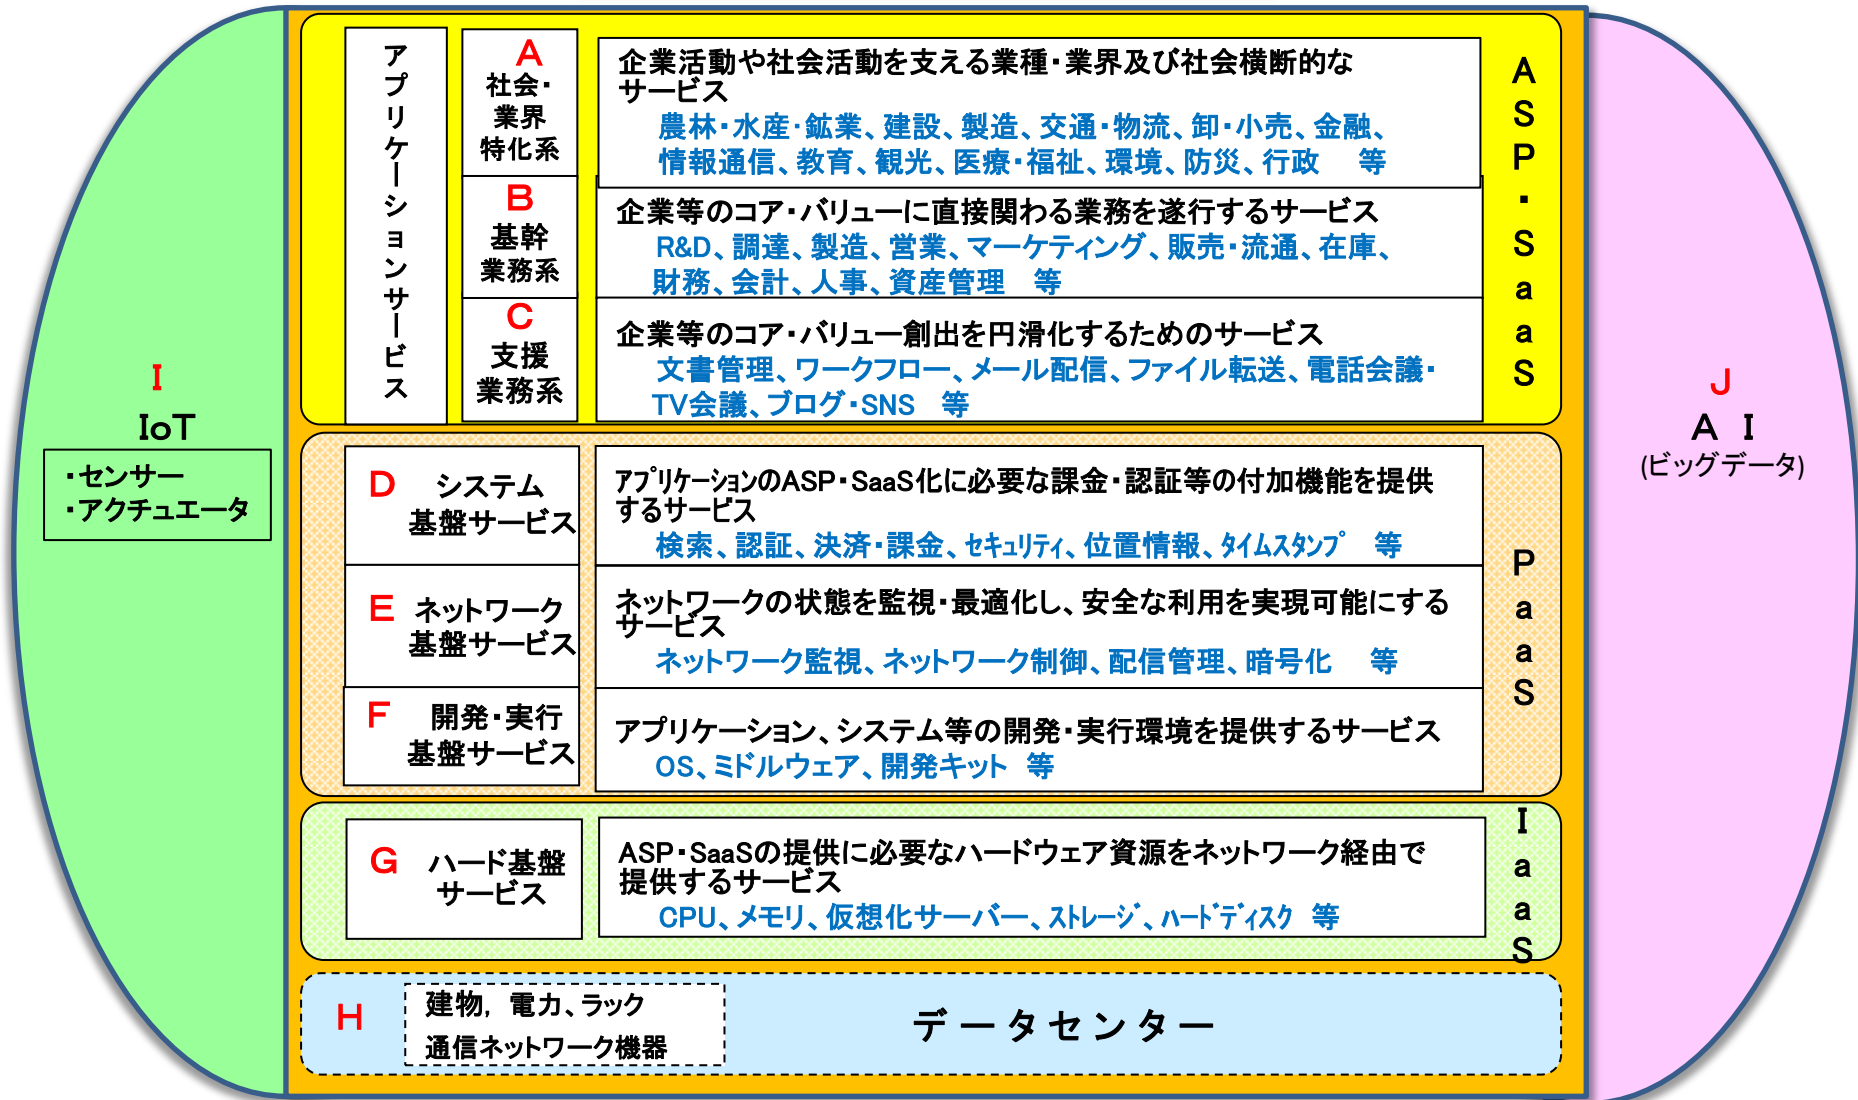 I
IoT
・センサー
・アクチュエータ
アプリケーションサービス
A
社会・
業界
特化系
企業活動や社会活動を支える業種・業界及び社会横断的な
サービス
農林・水産・鉱業、建設、製造、交通・物流、卸・小売、金融、
情報通信、教育、観光、医療・福祉、環境、防災、行政　等
B
基幹
業務系
企業等のコア・バリューに直接関わる業務を遂行するサービス
R&D、調達、製造、営業、マーケティング、販売・流通、在庫、
財務、会計、人事、資産管理　等
C
支援
業務系
企業等のコア・バリュー創出を円滑化するためのサービス
文書管理、ワークフロー、メール配信、ファイル転送、電話会議・
TV会議、ブログ・SNS　等
ASP・SaaS
D システム
基盤サービス
ｱﾌﾟﾘｹｰｼｮﾝのASP・SaaS化に必要な課金・認証等の付加機能を提供
するサービス
検索、認証、決済・課金、ｾｷｭﾘﾃｨ、位置情報、ﾀｲﾑｽﾀﾝﾌﾟ　等
E ネットワーク
基盤サービス
ネットワークの状態を監視・最適化し、安全な利用を実現可能にする
サービス
ネットワーク監視、ネットワーク制御、配信管理、暗号化　等
F 開発・実行
基盤サービス
アプリケーション、システム等の開発・実行環境を提供するサービス
OS、ミドルウェア、開発キット　等
PaaS
G ハード基盤
サービス
ASP・SaaSの提供に必要なハードウェア資源をネットワーク経由で
提供するサービス
CPU、メモリ、仮想化サーバー、ｽﾄﾚｰｼﾞ、ﾊｰﾄﾞﾃﾞｨｽｸ　等
IaaS
H
建物, 電力、ラック
通信ネットワーク機器
データセンター
J
A I
(ビッグデータ)